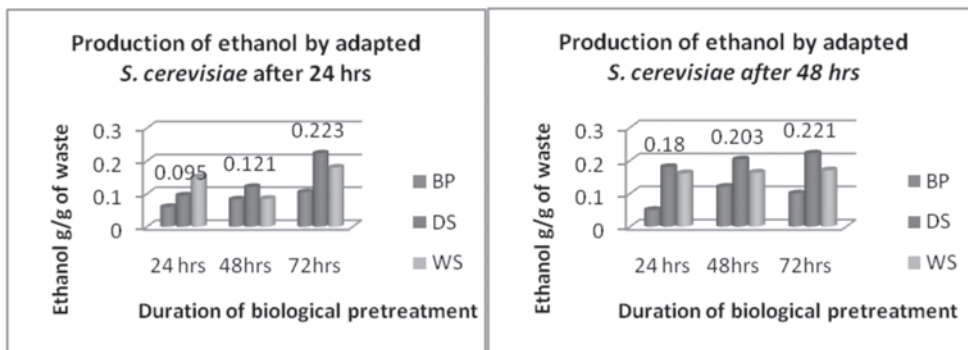 Production of ethanol by adapted
S. cerevisiae after 24 hrs
Ethanol g/g of waste
0.3
0.2
0.1
0
0.095
0.121
0.223
24 hrs
48hrs
72hrs
BP
DS
WS
Duration of biological pretreatment
Production of ethanol by adapted
S. cerevisiae after 48 hrs
Ethanol g/g of waste
0.3
0.2
0.1
0
0.18
0.203
0.221
24 hrs
48hrs
72hrs
BP
DS
WS
Duration of biological pretreatment